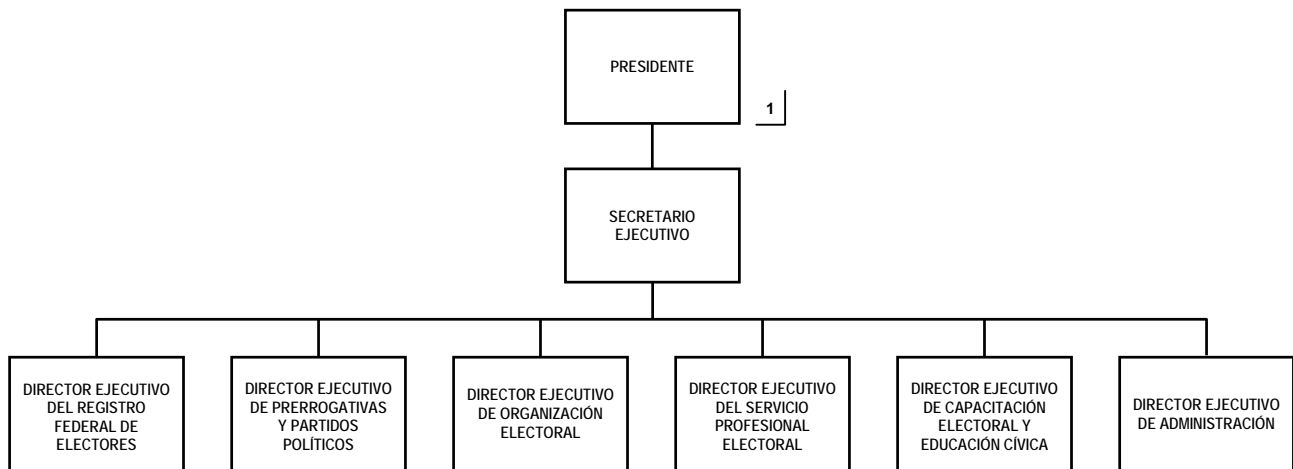 PRESIDENTE
1
SECRETARIO
EJECUTIVO
DIRECTOR EJECUTIVO
DEL REGISTRO
FEDERAL DE
ELECTORES
DIRECTOR EJECUTIVO
DE PRERROGATIVAS
Y PARTIDOS
POLÍTICOS
DIRECTOR EJECUTIVO
DE ORGANIZACIÓN
ELECTORAL
DIRECTOR EJECUTIVO
DEL SERVICIO
PROFESIONAL
ELECTORAL
DIRECTOR EJECUTIVO
DE CAPACITACIÓN
ELECTORAL Y
EDUCACIÓN CÍVICA
DIRECTOR EJECUTIVO
DE ADMINISTRACIÓN